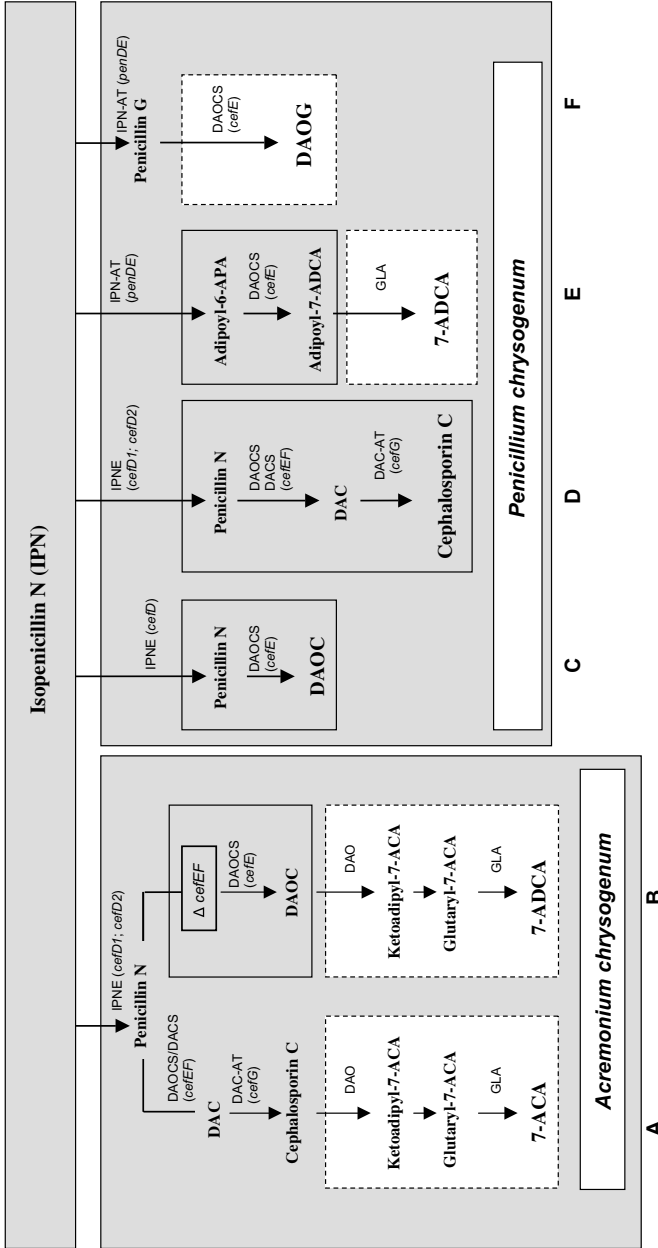 Isopenicillin N (IPN)
IPNE (cefD1; cefD2)
Penicillin N
DAOCS/DACS
(cefEF)
DAC
DAC-AT
(cefG)
Cephalosporin C
DAO
Ketoadipyl-7-ACA
Glutaryl-7-ACA
GLA
7-ACA
Δ cefEF
DAOCS
(cefE)
DAOC
DAO
Ketoadipyl-7-ACA
Glutaryl-7-ACA
GLA
7-ADCA
Acremonium chrysogenum
A
B
IPNE (cefD)
Penicillin N
DAOCS
(cefE)
DAOC
IPNE
(cefD1; cefD2)
Penicillin N
DAOCS
DACS
(cefEF)
DAC
DAC-AT
(cefG)
Cephalosporin C
IPN-AT
(penDE)
Adipoyl-6-APA
DAOCS
(cefE)
Adipoyl-7-ADCA
GLA
7-ADCA
IPN-AT (penDE)
Penicillin G
DAOCS
(cefE)
DAOG
Penicillium chrysogenum
C
D
E
F